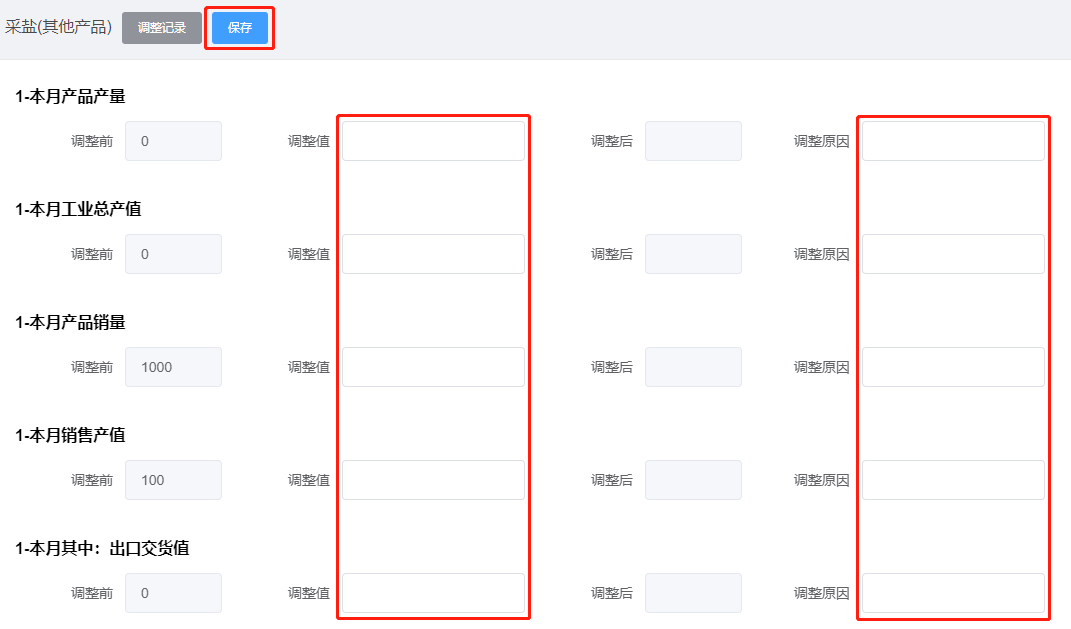 采盐(其他产品) 调整记录 保存
1-本月产品产量
调整前 0 调整值 调整后 调整原因
1-本月工业总产值
调整前 0 调整值 调整后 调整原因
1-本月产品销量
调整前 1000 调整值 调整后 调整原因
1-本月销售产值
调整前 100 调整值 调整后 调整原因
1-本月其中：出口交货值
调整前 0 调整值 调整后 调整原因